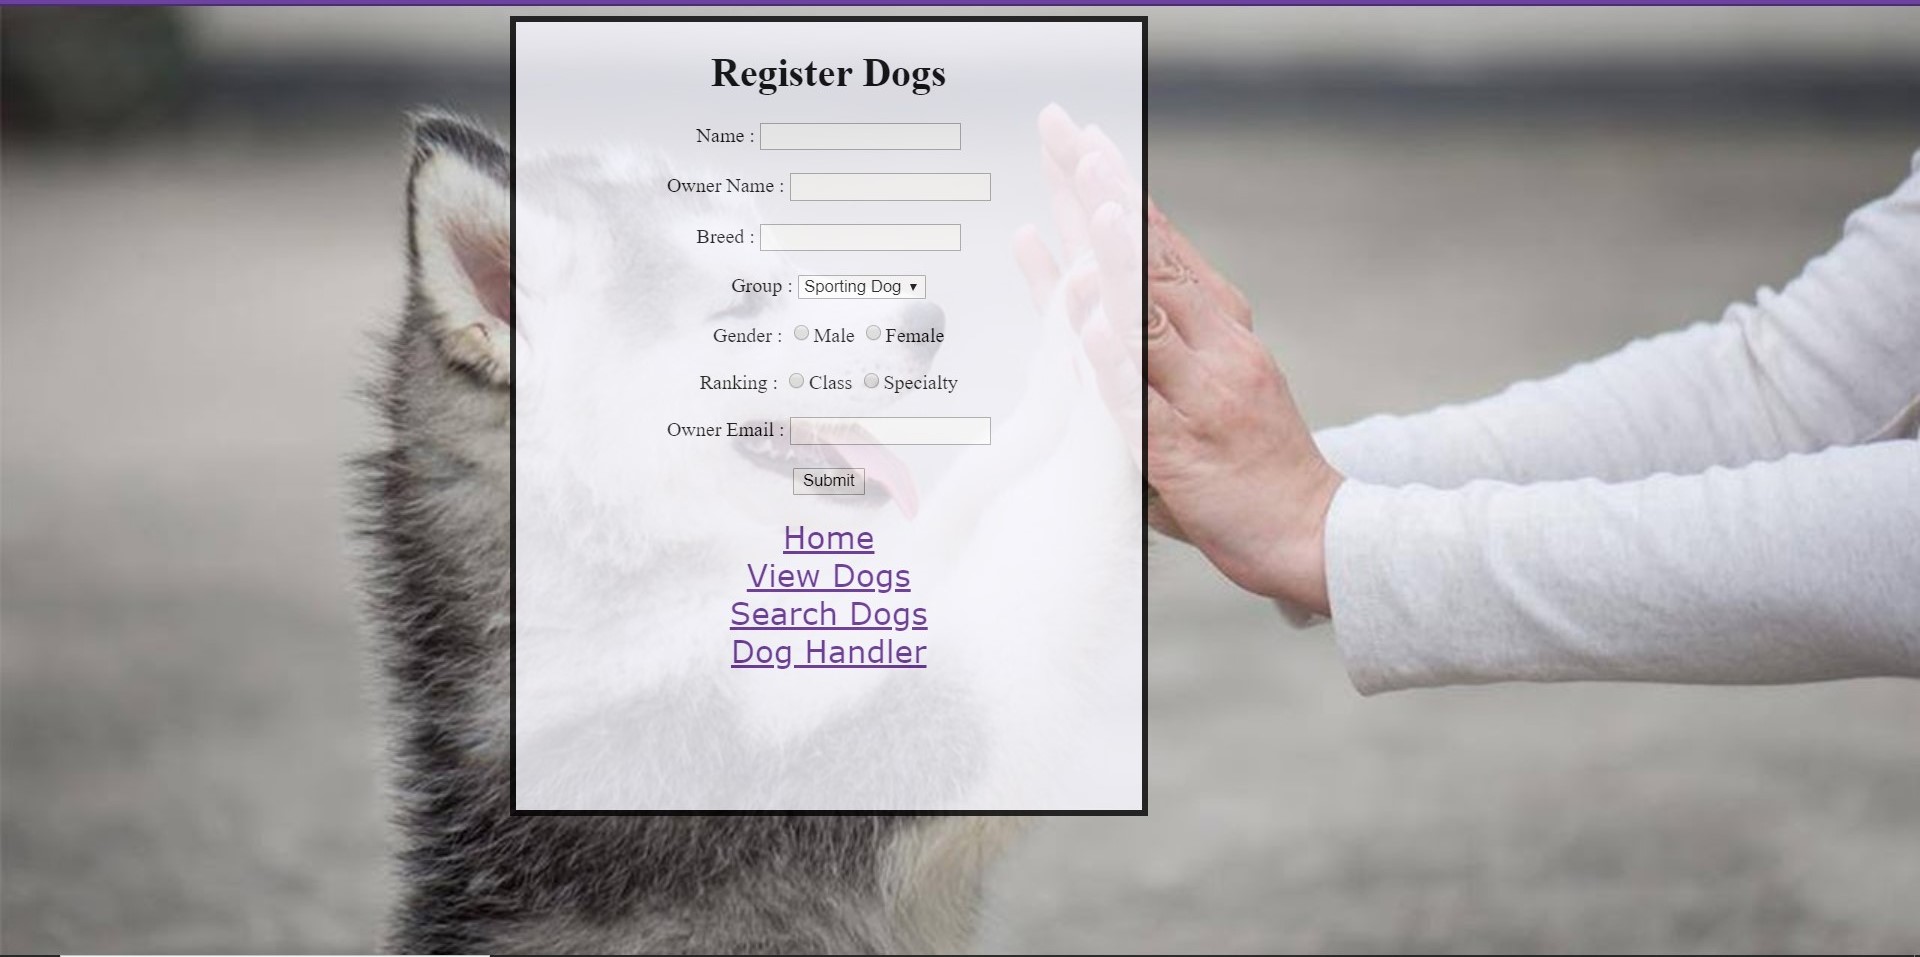 Register Dogs
Name :
Owner Name :
Breed :
Group : Sporting Dog
Gender : Male Female
Ranking : Class Specialty
Owner Email :
Submit
Home
View Dogs
Search Dogs
Dog Handler